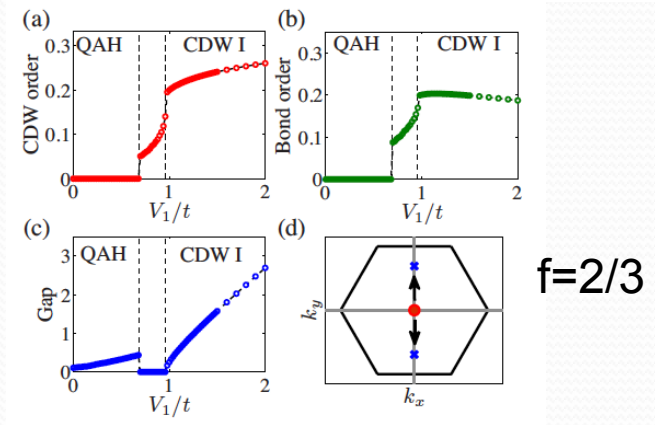 (a)
QAH
CDW I
CDW order
0.3
0.2
0.1
0
0
1
2
V₁/t
(b)
QAH
CDW I
Bond order
0.3
0.2
0.1
0
0
1
2
V₁/t
(c)
QAH
CDW I
Gap
3
2
1
0
0
1
2
V₁/t
(d)
k_y
k_x
f=2/3